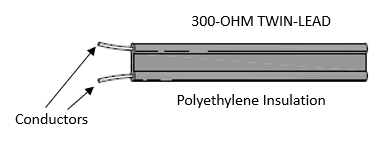 300-OHM TWIN-LEAD
Polyethylene Insulation
Conductors